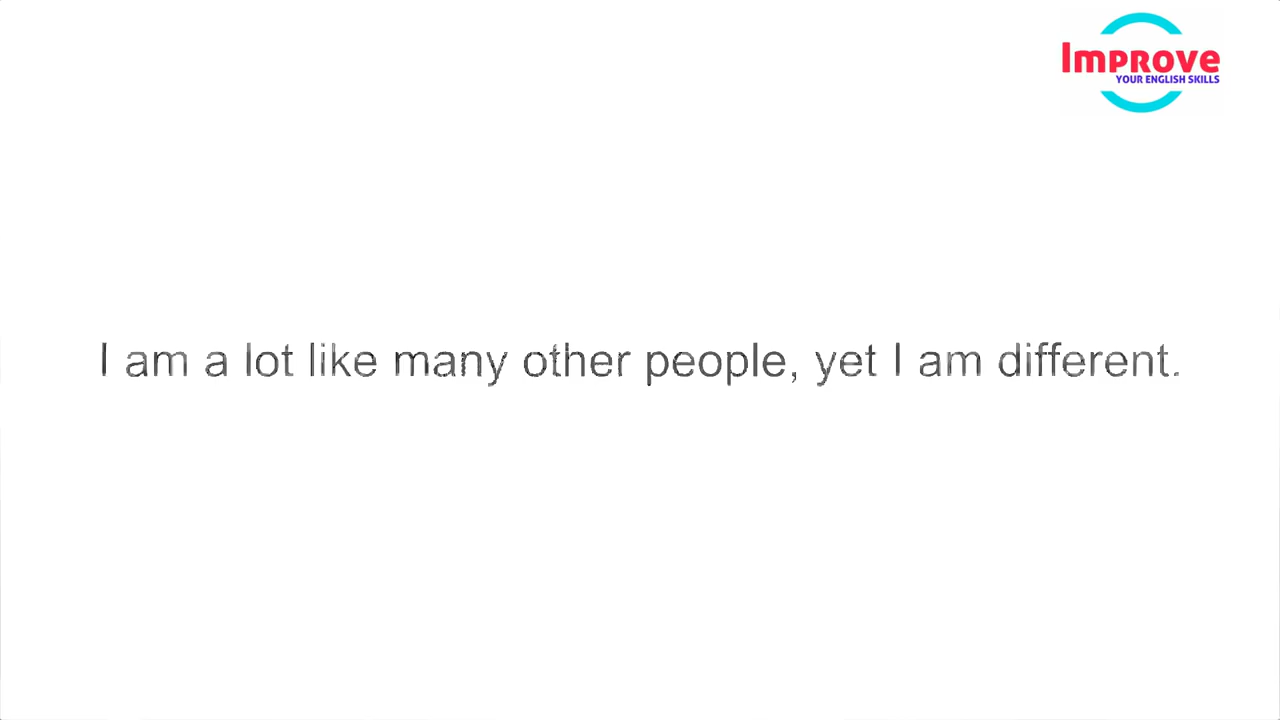 Improve
YOUR ENGLISH SKILLS
I am a lot like many other people, yet I am different.